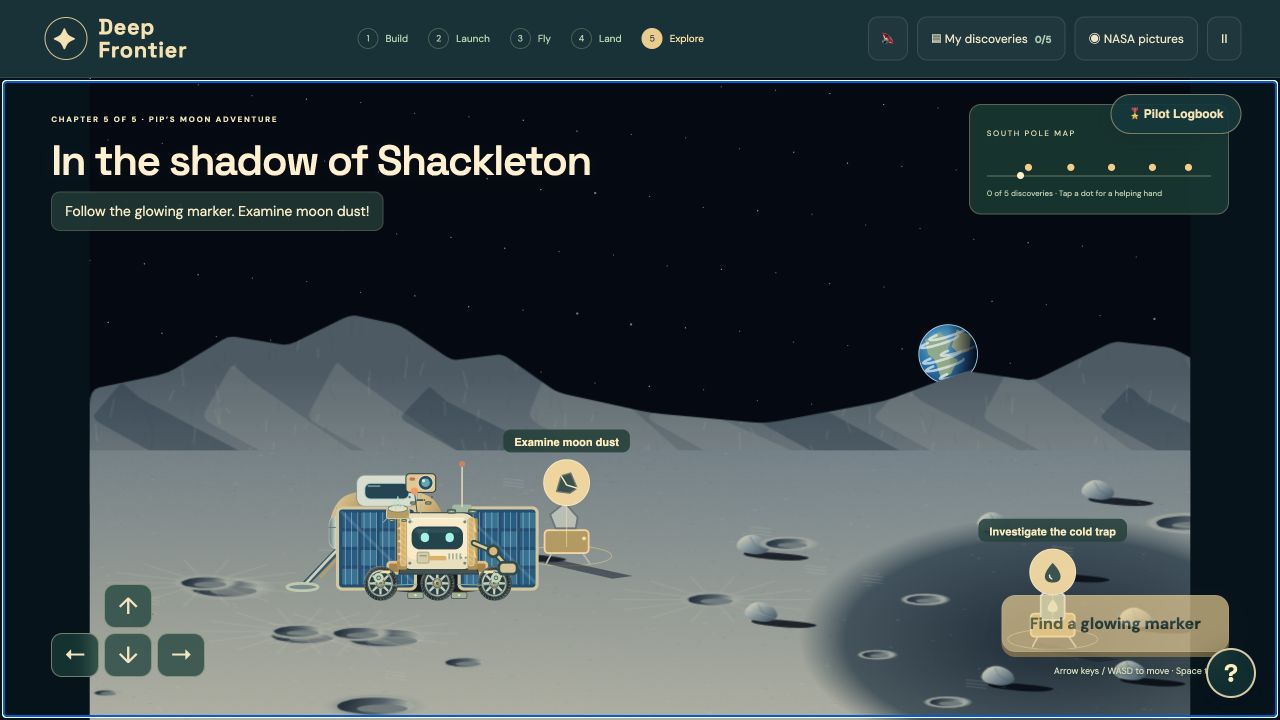 Deep
Frontier
1 Build 2 Launch 3 Fly 4 Land 5 Explore
My discoveries 0/5
NASA pictures
CHAPTER 5 OF 5 · PIP'S MOON ADVENTURE
In the shadow of Shackleton
Follow the glowing marker. Examine moon dust!
Pilot Logbook
SOUTH POLE MAP
0 of 5 discoveries · Tap a dot for a helping hand
Examine moon dust
Investigate the cold trap
Find a glowing marker
Arrow keys / WASD to move · Space
?